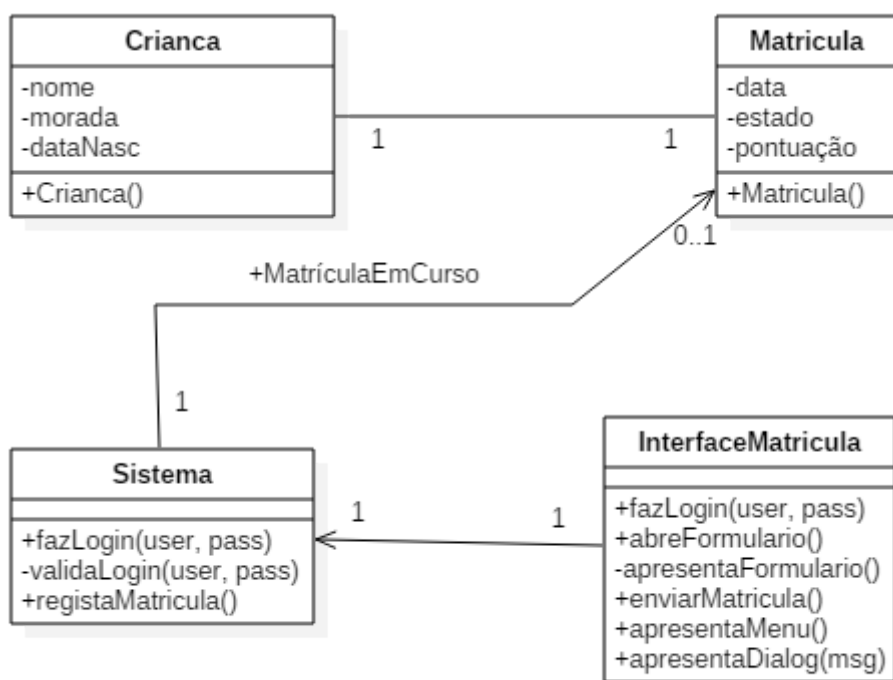 Crianca
-nome
-morada
-dataNasc
+Crianca()
1
1
Matricula
-data
-estado
-pontuação
+Matricula()
0..1
+MatrículaEmCurso
1
Sistema
+fazLogin(user, pass)
-validaLogin(user, pass)
+registaMatricula()
1
1
InterfaceMatricula
+fazLogin(user, pass)
+abreFormulario()
-apresentaFormulario()
+enviarMatricula()
+apresentaMenu()
+apresentaDialog(msg)